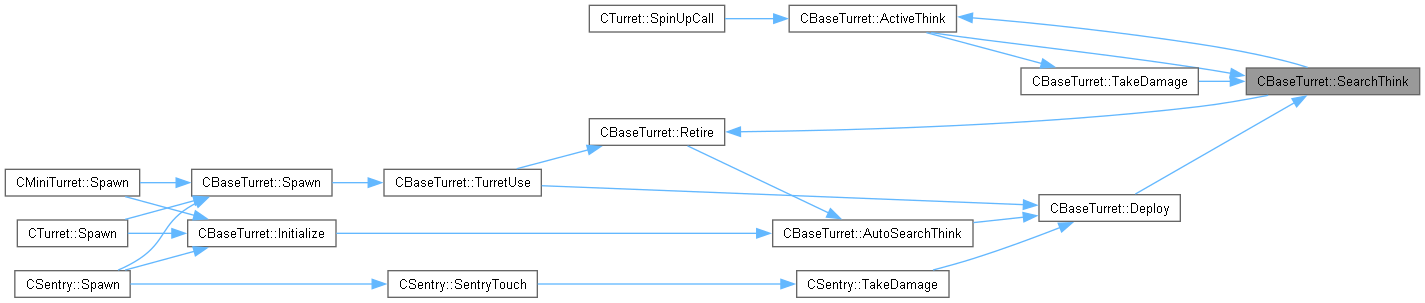 CTurret::SpinUpCall
CBaseTurret::ActiveThink
CBaseTurret::TakeDamage
CBaseTurret::SearchThink
CBaseTurret::Retire
CMiniTurret::Spawn
CBaseTurret::Spawn
CBaseTurret::TurretUse
CBaseTurret::Deploy
CTurret::Spawn
CBaseTurret::Initialize
CBaseTurret::AutoSearchThink
CSentry::Spawn
CSentry::SentryTouch
CSentry::TakeDamage